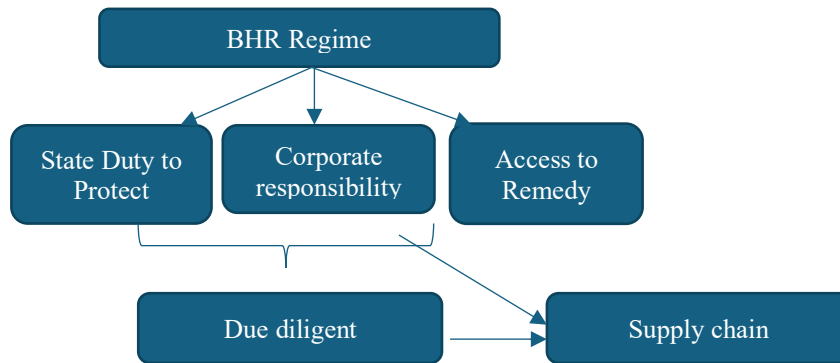 BHR Regime
State Duty to
Protect
Corporate
responsibility
Access to
Remedy
Due diligent
Supply chain